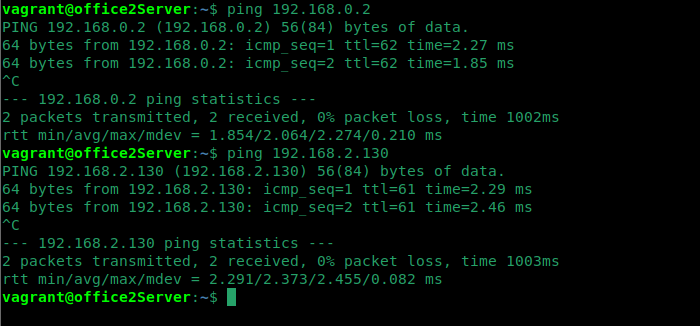 vagrant@office2Server:~$ ping 192.168.0.2
PING 192.168.0.2 (192.168.0.2) 56(84) bytes of data.
64 bytes from 192.168.0.2: icmp_seq=1 ttl=62 time=2.27 ms
64 bytes from 192.168.0.2: icmp_seq=2 ttl=62 time=1.85 ms
^C
--- 192.168.0.2 ping statistics ---
2 packets transmitted, 2 received, 0% packet loss, time 1002ms
rtt min/avg/max/mdev = 1.854/2.064/2.274/0.210 ms
vagrant@office2Server:~$ ping 192.168.2.130
PING 192.168.2.130 (192.168.2.130) 56(84) bytes of data.
64 bytes from 192.168.2.130: icmp_seq=1 ttl=61 time=2.29 ms
64 bytes from 192.168.2.130: icmp_seq=2 ttl=61 time=2.46 ms
^C
--- 192.168.2.130 ping statistics ---
2 packets transmitted, 2 received, 0% packet loss, time 1003ms
rtt min/avg/max/mdev = 2.291/2.373/2.455/0.082 ms
vagrant@office2Server:~$